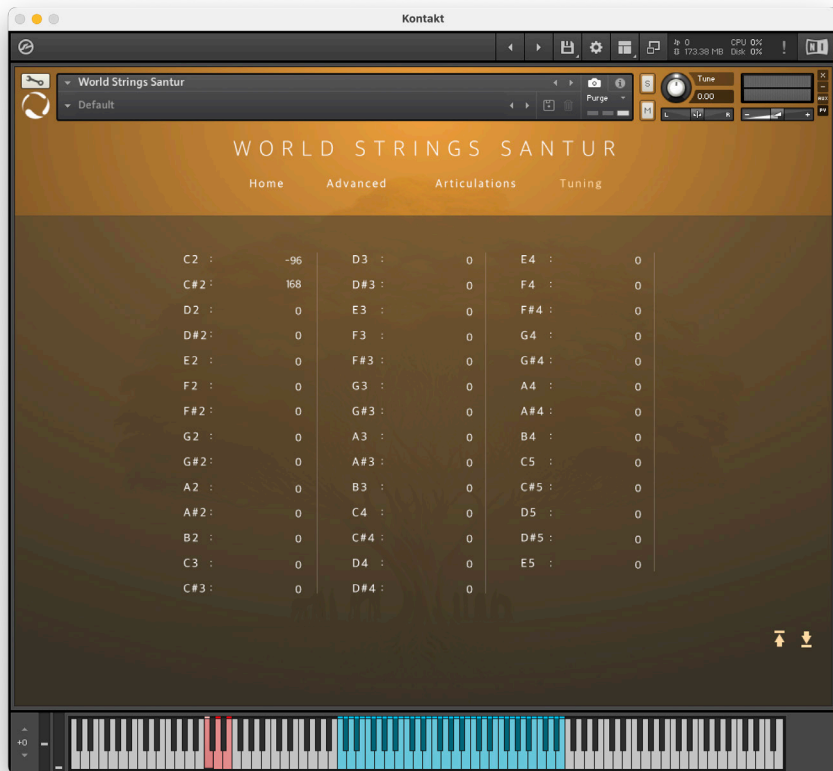 Kontakt
0 CPU 0%
173.38 MB Disk 0%
!
NI
World Strings Santur
Default
Purge
S
M
Tune
0.00
L R
- +
AUX
PV
WORLD STRINGS SANTUR
Home Advanced Articulations Tuning
C2 : -96
C#2: 168
D2 : 0
D#2: 0
E2 : 0
F2 : 0
F#2: 0
G2 : 0
G#2: 0
A2 : 0
A#2: 0
B2 : 0
C3 : 0
C#3: 0
D3 : 0
D#3: 0
E3 : 0
F3 : 0
F#3: 0
G3 : 0
G#3: 0
A3 : 0
A#3: 0
B3 : 0
C4 : 0
C#4: 0
D4 : 0
D#4: 0
E4 : 0
F4 : 0
F#4: 0
G4 : 0
G#4: 0
A4 : 0
A#4: 0
B4 : 0
C5 : 0
C#5: 0
D5 : 0
D#5: 0
E5 : 0
+0